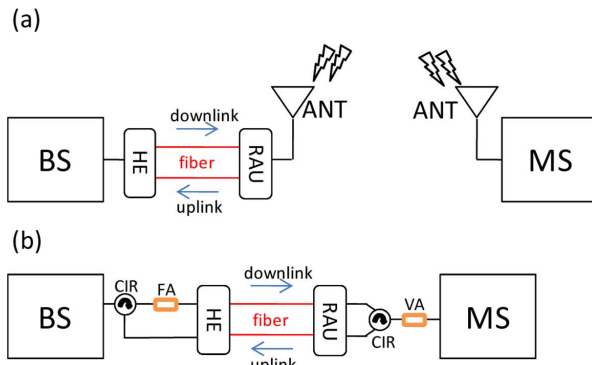 (a)
downlink
ANT
ANT
BS
HE
fiber
RAU
MS
uplink
(b)
CIR
FA
downlink
VA
BS
HE
fiber
RAU
CIR
MS
uplink